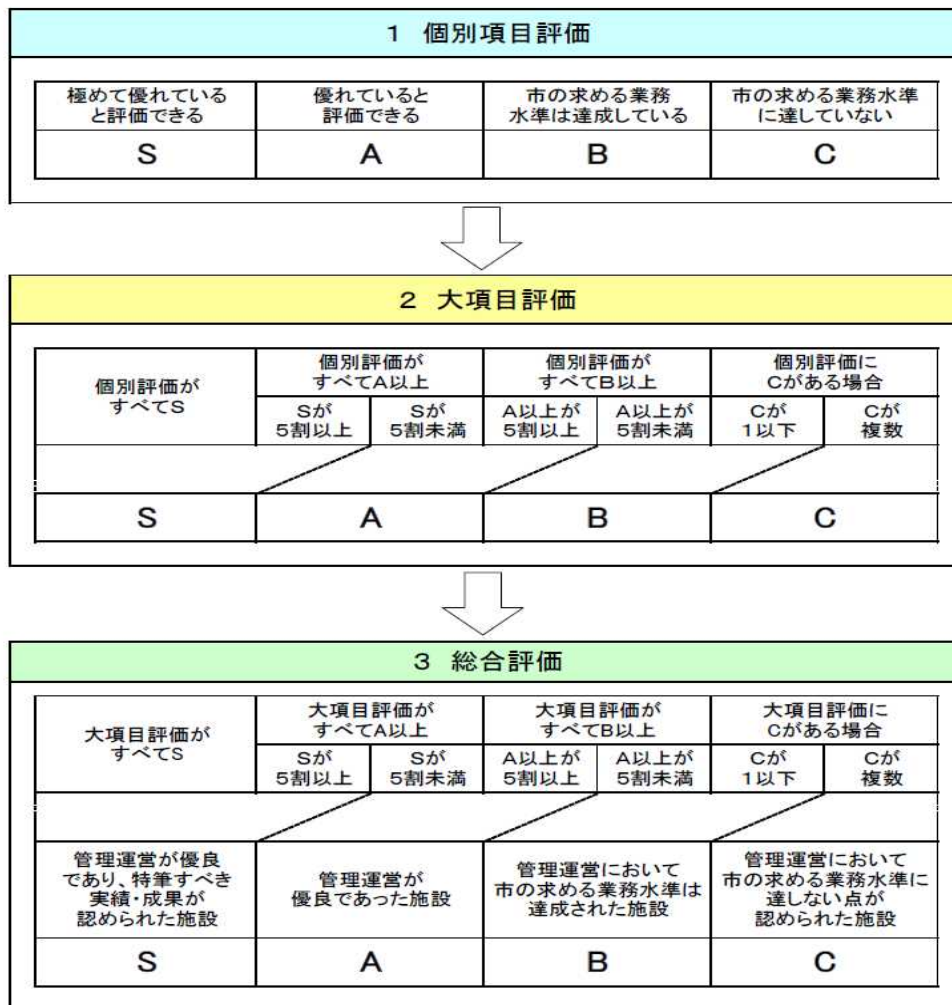 1 個別項目評価
極めて優れている
と評価できる
優れていると
評価できる
市の求める業務
水準は達成している
市の求める業務水準
に達していない
S
A
B
C
2 大項目評価
個別評価が
すべてS
個別評価が
すべてA以上
個別評価が
すべてB以上
個別評価に
Cがある場合
Sが
5割以上
Sが
5割未満
A以上が
5割以上
A以上が
5割未満
Cが
1以下
Cが
複数
S
A
B
C
3 総合評価
大項目評価が
すべてS
大項目評価が
すべてA以上
大項目評価が
すべてB以上
大項目評価に
Cがある場合
Sが
5割以上
Sが
5割未満
A以上が
5割以上
A以上が
5割未満
Cが
1以下
Cが
複数
管理運営が優良
であり、特筆すべき
実績・成果が
認められた施設
管理運営が
優良であった施設
管理運営において
市の求める業務水準は
達成された施設
管理運営において
市の求める業務水準に
達しない点が
認められた施設
S
A
B
C